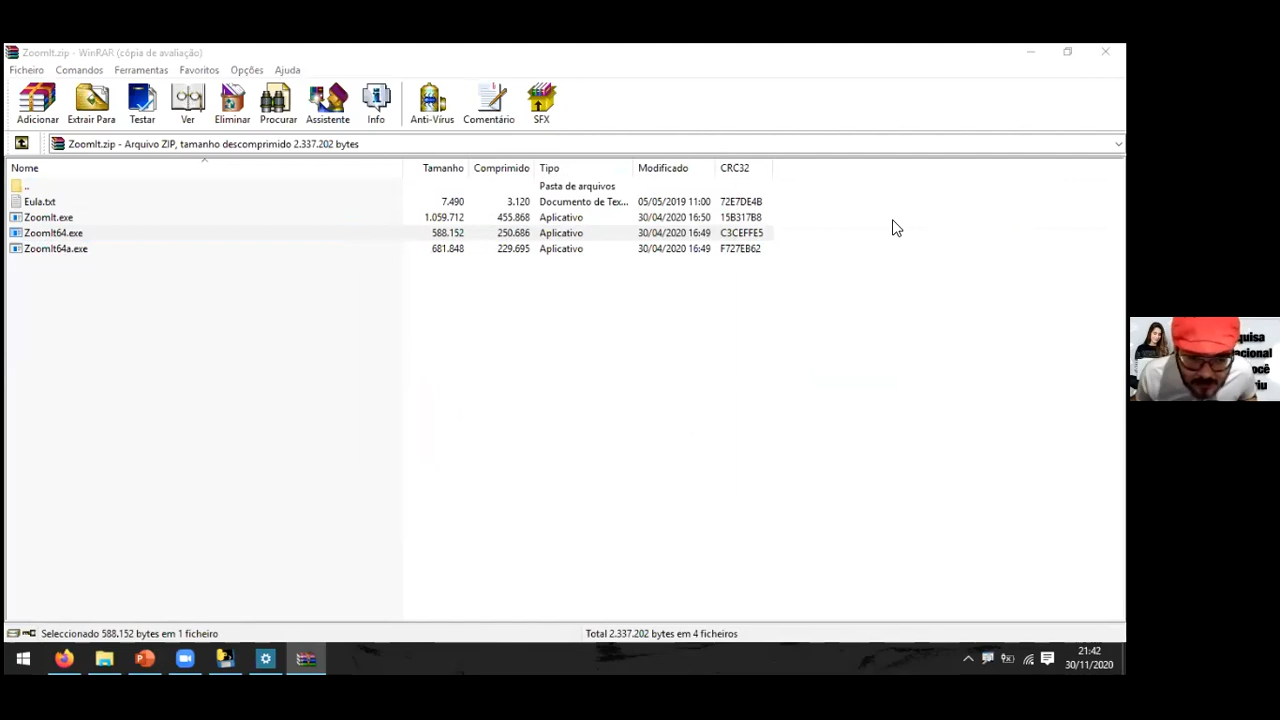 ZoomIt.zip - WinRAR (cópia de avaliação)
Ficheiro Comandos Ferramentas Favoritos Opções Ajuda
Adicionar Extrair Para Testar Ver Eliminar Procurar Assistente Info Anti-Vírus Comentário SFX
ZoomIt.zip - Arquivo ZIP, tamanho descomprimido 2.337.202 bytes
Nome Tamanho Comprimido Tipo Modificado CRC32
.. Pasta de arquivos
Eula.txt 7.490 3.120 Documento de Tex... 05/05/2019 11:00 72E7DE4B
ZoomIt.exe 1.059.712 455.868 Aplicativo 30/04/2020 16:50 15B317B8
ZoomIt64.exe 588.152 250.686 Aplicativo 30/04/2020 16:49 C3CEFFE5
ZoomIt64a.exe 681.848 229.695 Aplicativo 30/04/2020 16:49 F727EB62
quisa
acional
ocê
riu
Seleccionado 588.152 bytes em 1 ficheiro Total 2.337.202 bytes em 4 ficheiros
21:42
30/11/2020